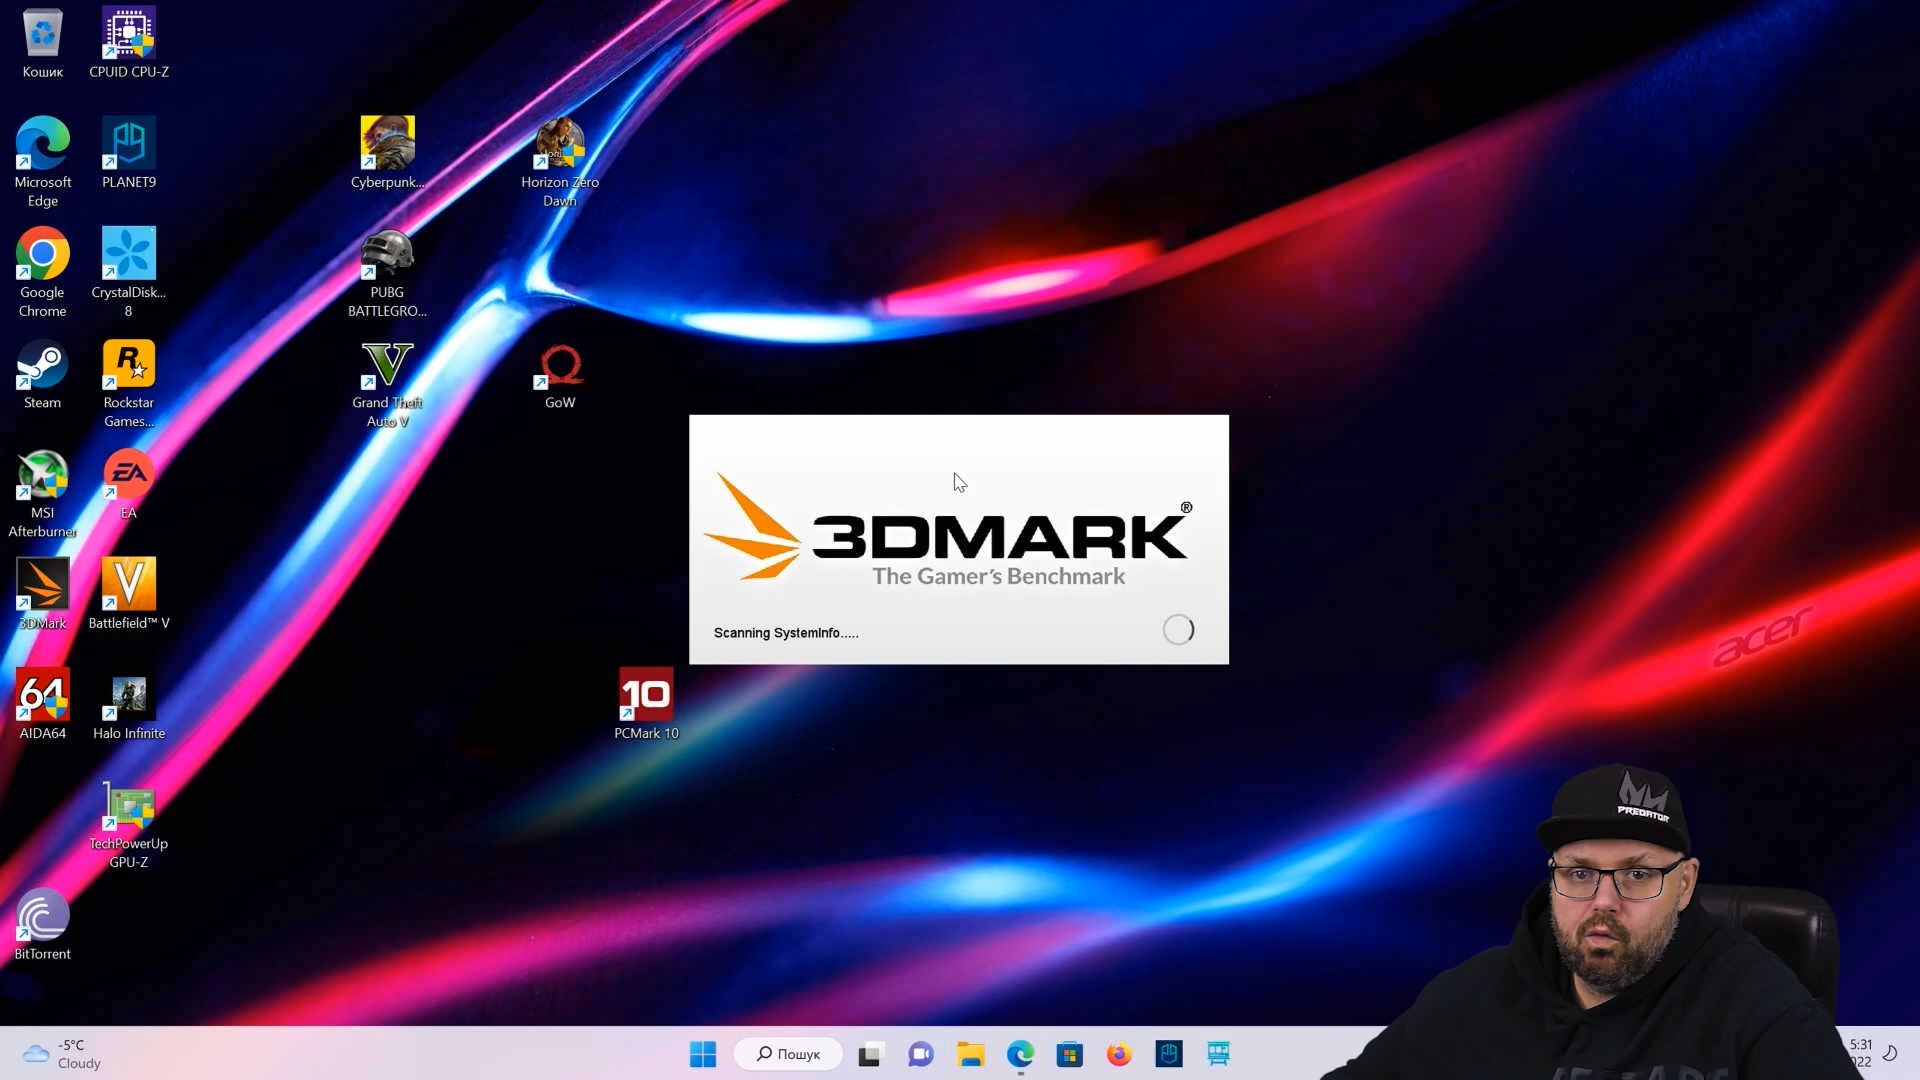 Кошик
CPUID CPU-Z
Microsoft
Edge
PLANET9
Cyberpunk...
Horizon Zero
Dawn
Google
Chrome
CrystalDisk...
8
PUBG
BATTLEGRO...
Steam
Rockstar
Games...
Grand Theft
Auto V
GoW
MSI
Afterburner
EA
3DMARK®
The Gamer's Benchmark
Scanning SystemInfo.....
3DMark
Battlefield™ V
acer
64
AIDA64
Halo Infinite
10
PCMark 10
TechPowerUp
GPU-Z
PREDATOR
BitTorrent
-5°C
Cloudy
Пошук
5:31
022